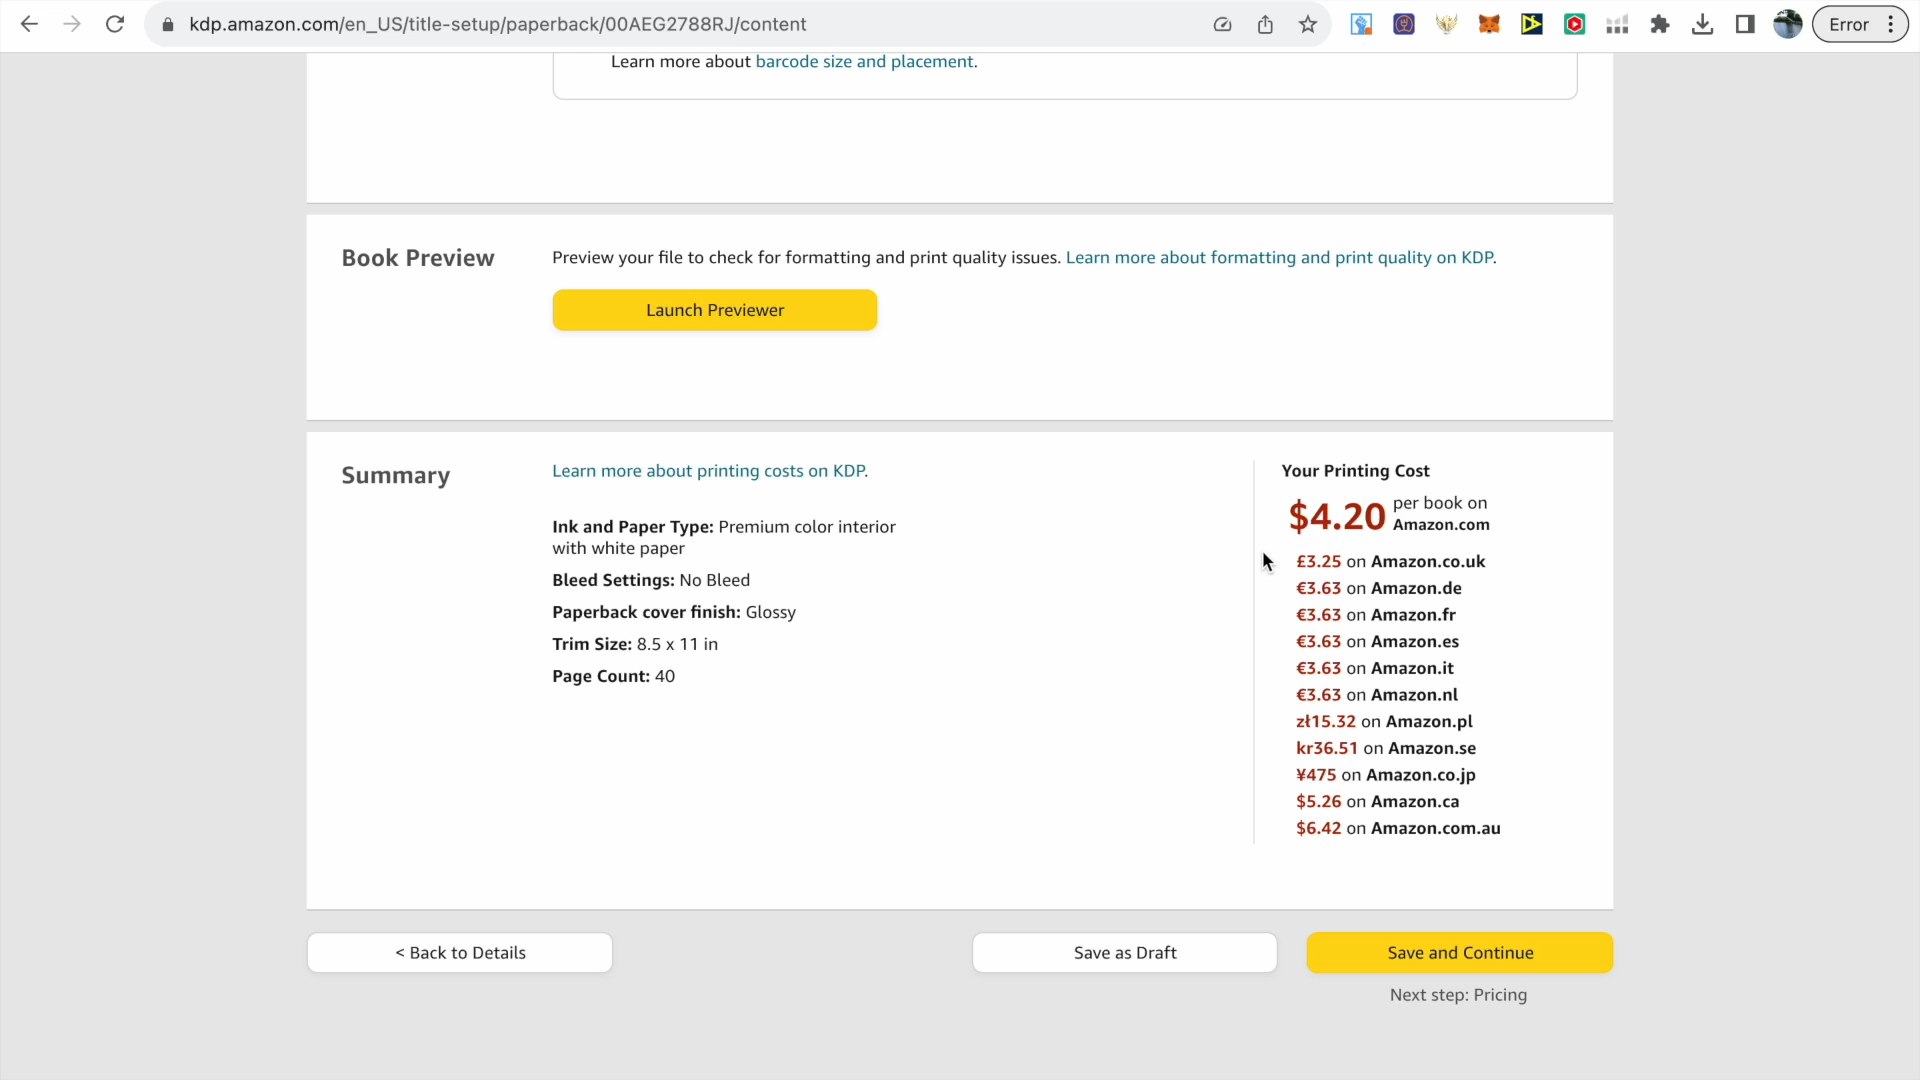 kdp.amazon.com/en_US/title-setup/paperback/00AEG2788RJ/content
Error
Learn more about barcode size and placement.
Book Preview
Preview your file to check for formatting and print quality issues. Learn more about formatting and print quality on KDP.
Launch Previewer
Summary
Learn more about printing costs on KDP.
Ink and Paper Type: Premium color interior
with white paper
Bleed Settings: No Bleed
Paperback cover finish: Glossy
Trim Size: 8.5 x 11 in
Page Count: 40
Your Printing Cost
$4.20 per book on
Amazon.com
£3.25 on Amazon.co.uk
€3.63 on Amazon.de
€3.63 on Amazon.fr
€3.63 on Amazon.es
€3.63 on Amazon.it
€3.63 on Amazon.nl
zł15.32 on Amazon.pl
kr36.51 on Amazon.se
¥475 on Amazon.co.jp
$5.26 on Amazon.ca
$6.42 on Amazon.com.au
< Back to Details
Save as Draft
Save and Continue
Next step: Pricing